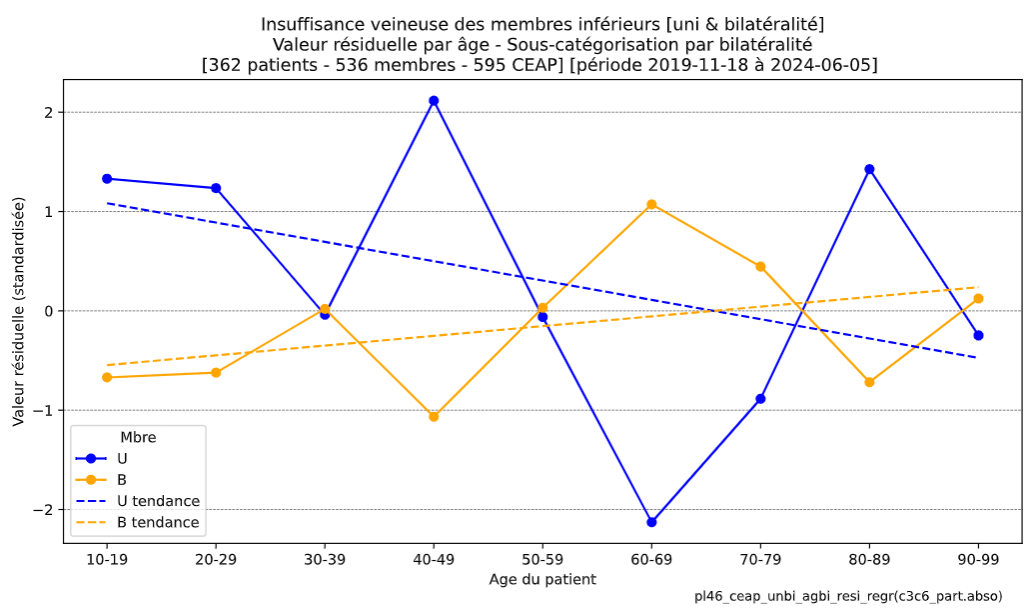 Insuffisance veineuse des membres inférieurs [uni & bilatéralité]
Valeur résiduelle par âge - Sous-catégorisation par bilatéralité
[362 patients - 536 membres - 595 CEAP] [période 2019-11-18 à 2024-06-05]
Valeur résiduelle (standardisée)
2
1
0
−1
−2
Mbre
U
B
U tendance
B tendance
10-19 20-29 30-39 40-49 50-59 60-69 70-79 80-89 90-99
Age du patient
pl46_ceap_unbi_agbi_resi_regr(c3c6_part.abso)